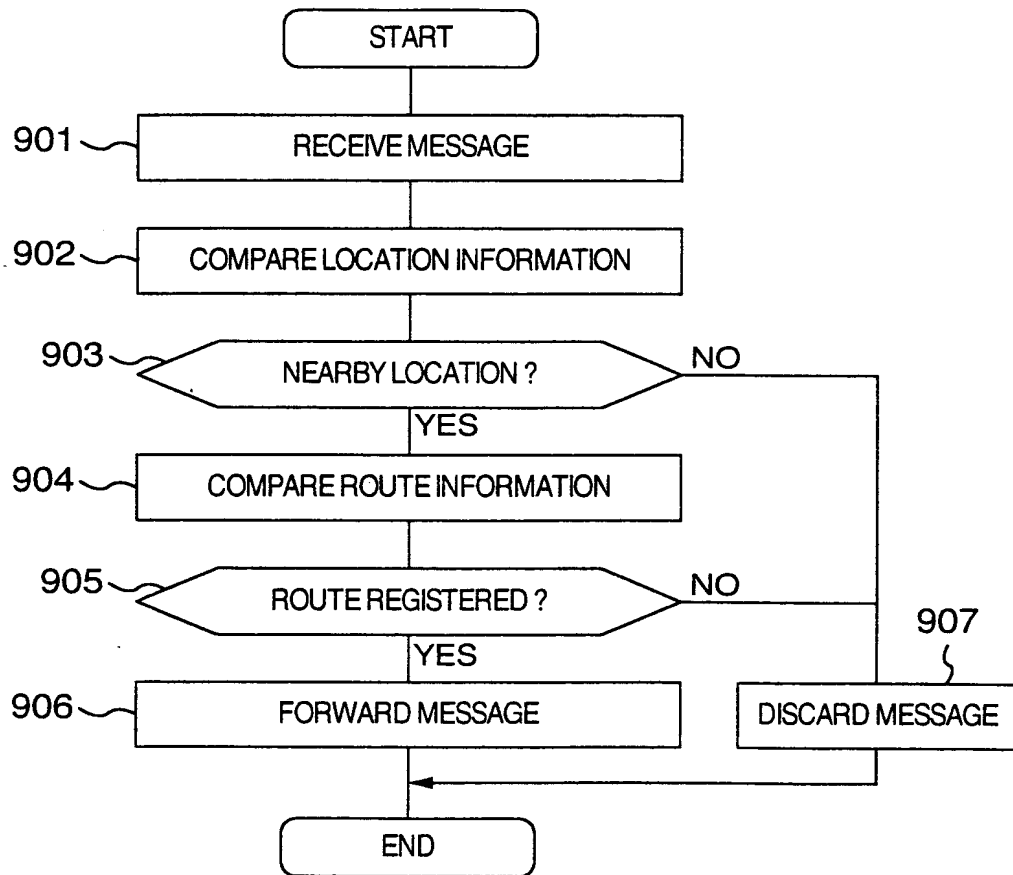 START
901
RECEIVE MESSAGE
902
COMPARE LOCATION INFORMATION
903
NEARBY LOCATION ?
NO
YES
904
COMPARE ROUTE INFORMATION
905
ROUTE REGISTERED ?
NO
YES
907
906
FORWARD MESSAGE
DISCARD MESSAGE
END